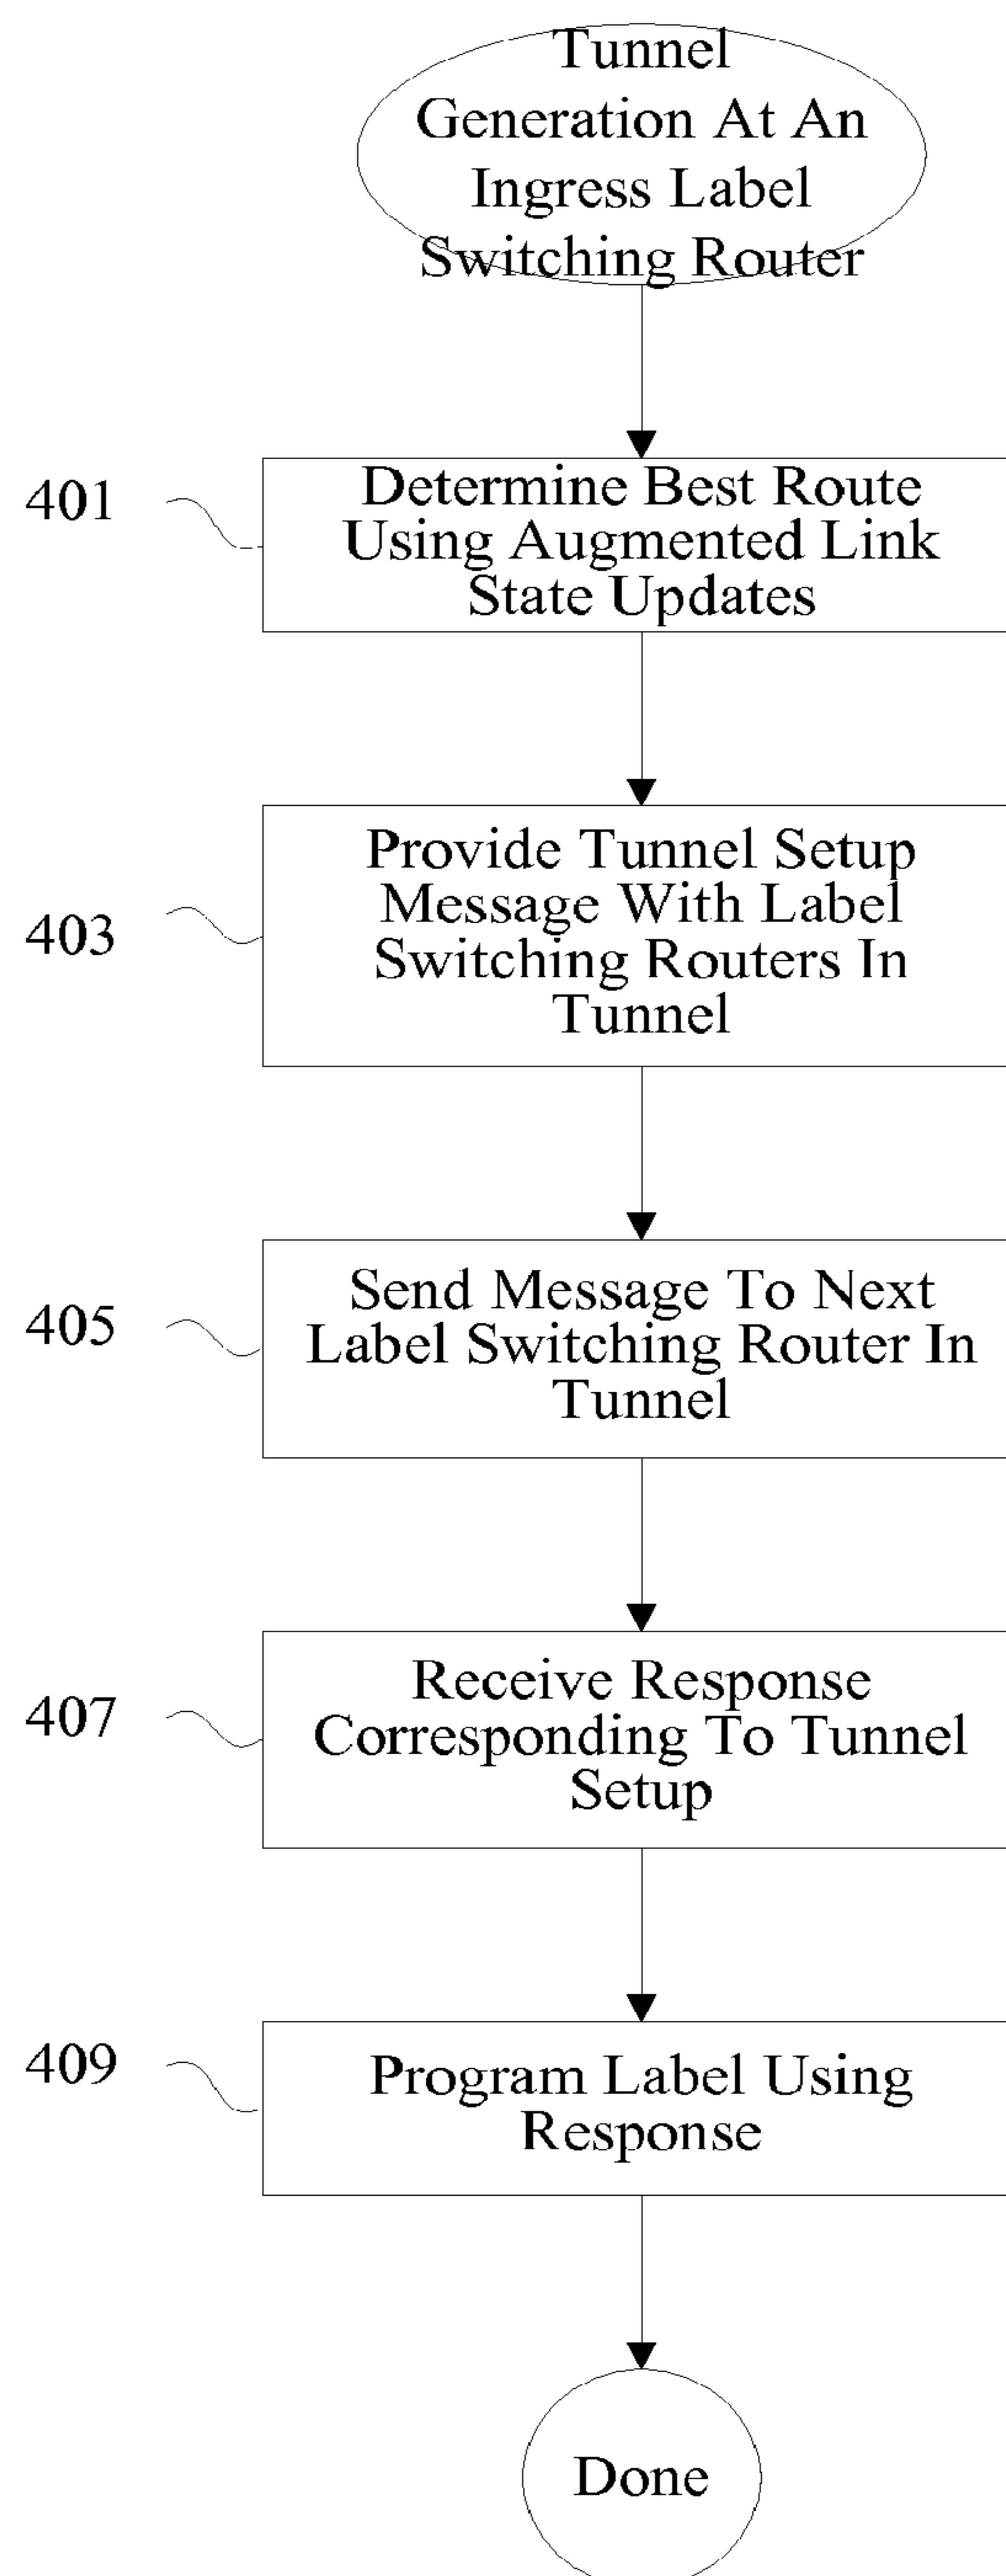 Tunnel
Generation At An
Ingress Label
Switching Router
401
Determine Best Route
Using Augmented Link
State Updates
403
Provide Tunnel Setup
Message With Label
Switching Routers In
Tunnel
405
Send Message To Next
Label Switching Router In
Tunnel
407
Receive Response
Corresponding To Tunnel
Setup
409
Program Label Using
Response
Done